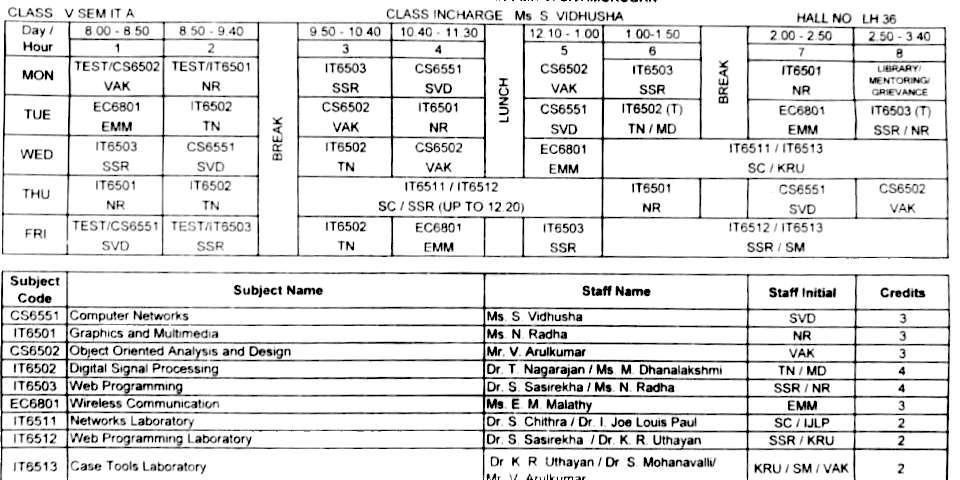 CLASS V SEM IT A CLASS INCHARGE Ms S VIDHUSHA HALL NO LH 36
Day / Hour 8 00 - 8 50 8 50 - 9.40 9 50 - 10 40 10.40 - 11.30 12 10 - 1.00 1.00-1 50 2 00 - 2.50 2.50 - 3 40
1 2 3 4 5 6 7 8
BREAK
LUNCH
BREAK
MON TEST/CS6502 TEST/IT6501 IT6503 CS6551 CS6502 IT6503 IT6501 LIBRARY/ MENTORING/ GRIEVANCE
VAK NR SSR SVD VAK SSR NR
TUE EC6801 IT6502 CS6502 IT6501 CS6551 IT6502 (T) EC6801 IT6503 (T)
EMM TN VAK NR SVD TN / MD EMM SSR / NR
WED IT6503 CS6551 IT6502 CS6502 EC6801 IT6511 / IT6513
SSR SVD TN VAK EMM SC / KRU
THU IT6501 IT6502 IT6511 / IT6512 IT6501 CS6551 CS6502
NR TN SC / SSR (UP TO 12.20) NR SVD VAK
FRI TEST/CS6551 TEST/IT6503 IT6502 EC6801 IT6503 IT6512 / IT6513
SVD SSR TN EMM SSR SSR / SM
Subject Code Subject Name Staff Name Staff Initial Credits
CS6551 Computer Networks Ms. S. Vidhusha SVD 3
IT6501 Graphics and Multimedia Ms. N. Radha NR 3
CS6502 Object Oriented Analysis and Design Mr. V. Arulkumar VAK 3
IT6502 Digital Signal Processing Dr. T. Nagarajan / Ms. M. Dhanalakshmi TN / MD 4
IT6503 Web Programming Dr. S. Sasirekha / Ms. N. Radha SSR / NR 4
EC6801 Wireless Communication Ms. E. M. Malathy EMM 3
IT6511 Networks Laboratory Dr. S. Chithra / Dr. I. Joe Louis Paul SC / IJLP 2
IT6512 Web Programming Laboratory Dr. S. Sasirekha / Dr. K. R. Uthayan SSR / KRU 2
IT6513 Case Tools Laboratory Dr K. R. Uthayan / Dr S. Mohanavalli/ KRU / SM / VAK 2
Mr. V. Arulkumar